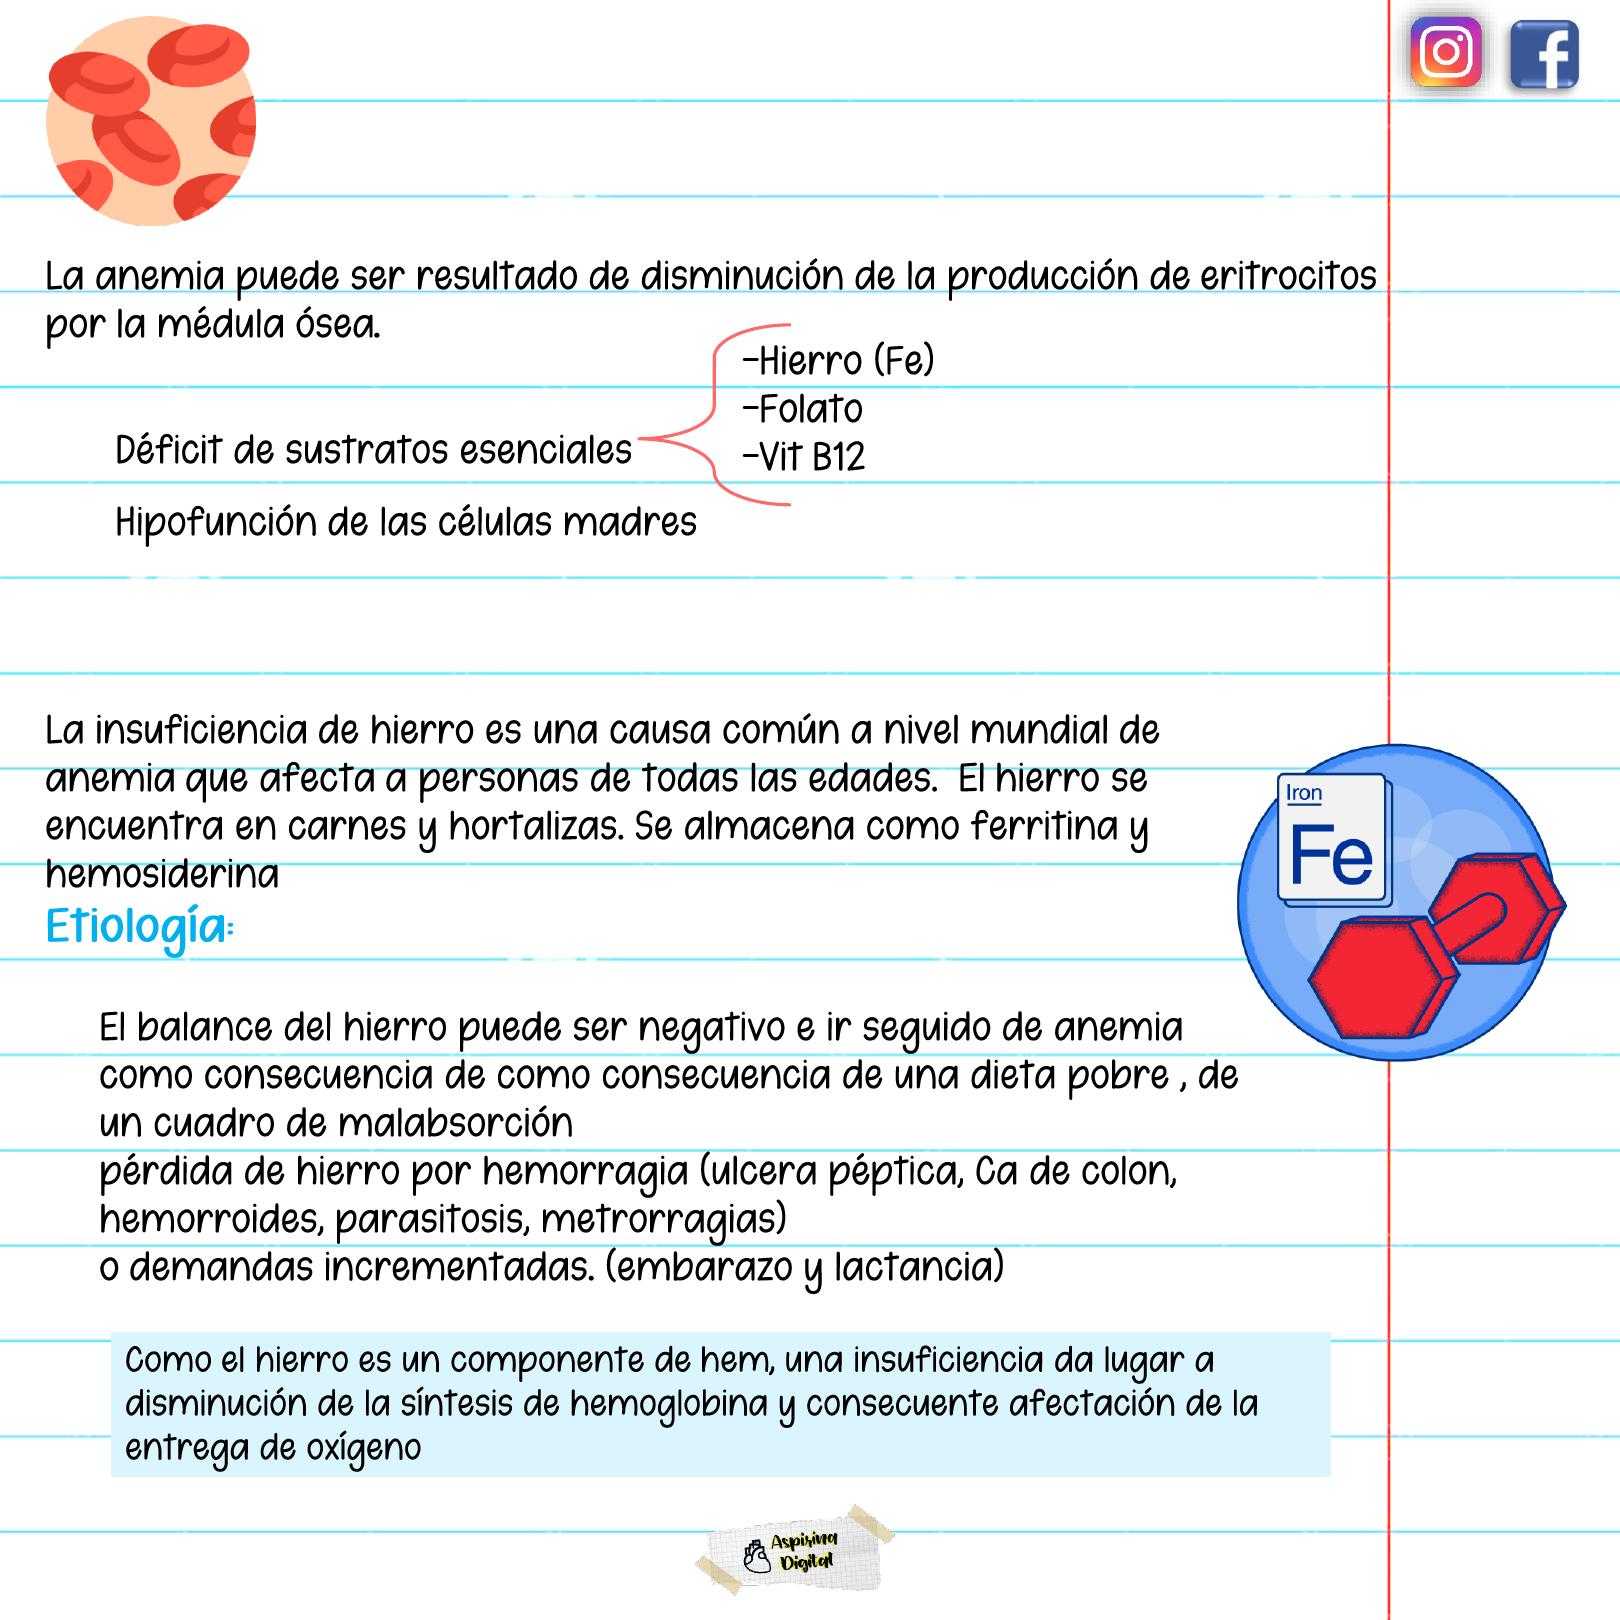 La anemia puede ser resultado de disminución de la producción de eritrocitos
por la médula ósea.
Déficit de sustratos esenciales
-Hierro (Fe)
-Folato
-Vit B12
Hipofunción de las células madres
La insuficiencia de hierro es una causa común a nivel mundial de
anemia que afecta a personas de todas las edades.  El hierro se
encuentra en carnes y hortalizas. Se almacena como ferritina y
hemosiderina
Iron
Fe
Etiología:
El balance del hierro puede ser negativo e ir seguido de anemia
como consecuencia de como consecuencia de una dieta pobre , de
un cuadro de malabsorción
pérdida de hierro por hemorragia (ulcera péptica, Ca de colon,
hemorroides, parasitosis, metrorragias)
o demandas incrementadas. (embarazo y lactancia)
Como el hierro es un componente de hem, una insuficiencia da lugar a
disminución de la síntesis de hemoglobina y consecuente afectación de la
entrega de oxígeno
Aspirina
Digital